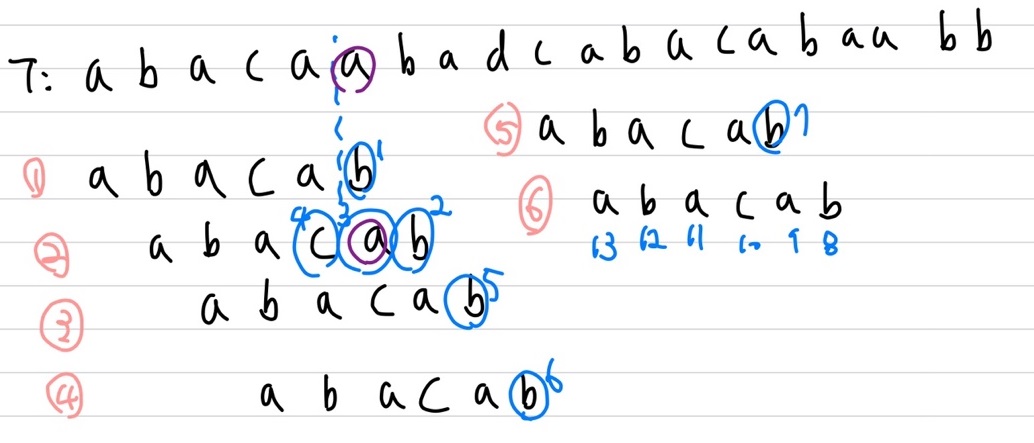 T: a b a c a a b a d c a b a c a b a a b b
① a b a c a b 1
② a b a c a b 4 3 2
③ a b a c a b 5
④ a b a c a b 6
⑤ a b a c a b 7
⑥ a b a c a b
13 12 11 10 9 8